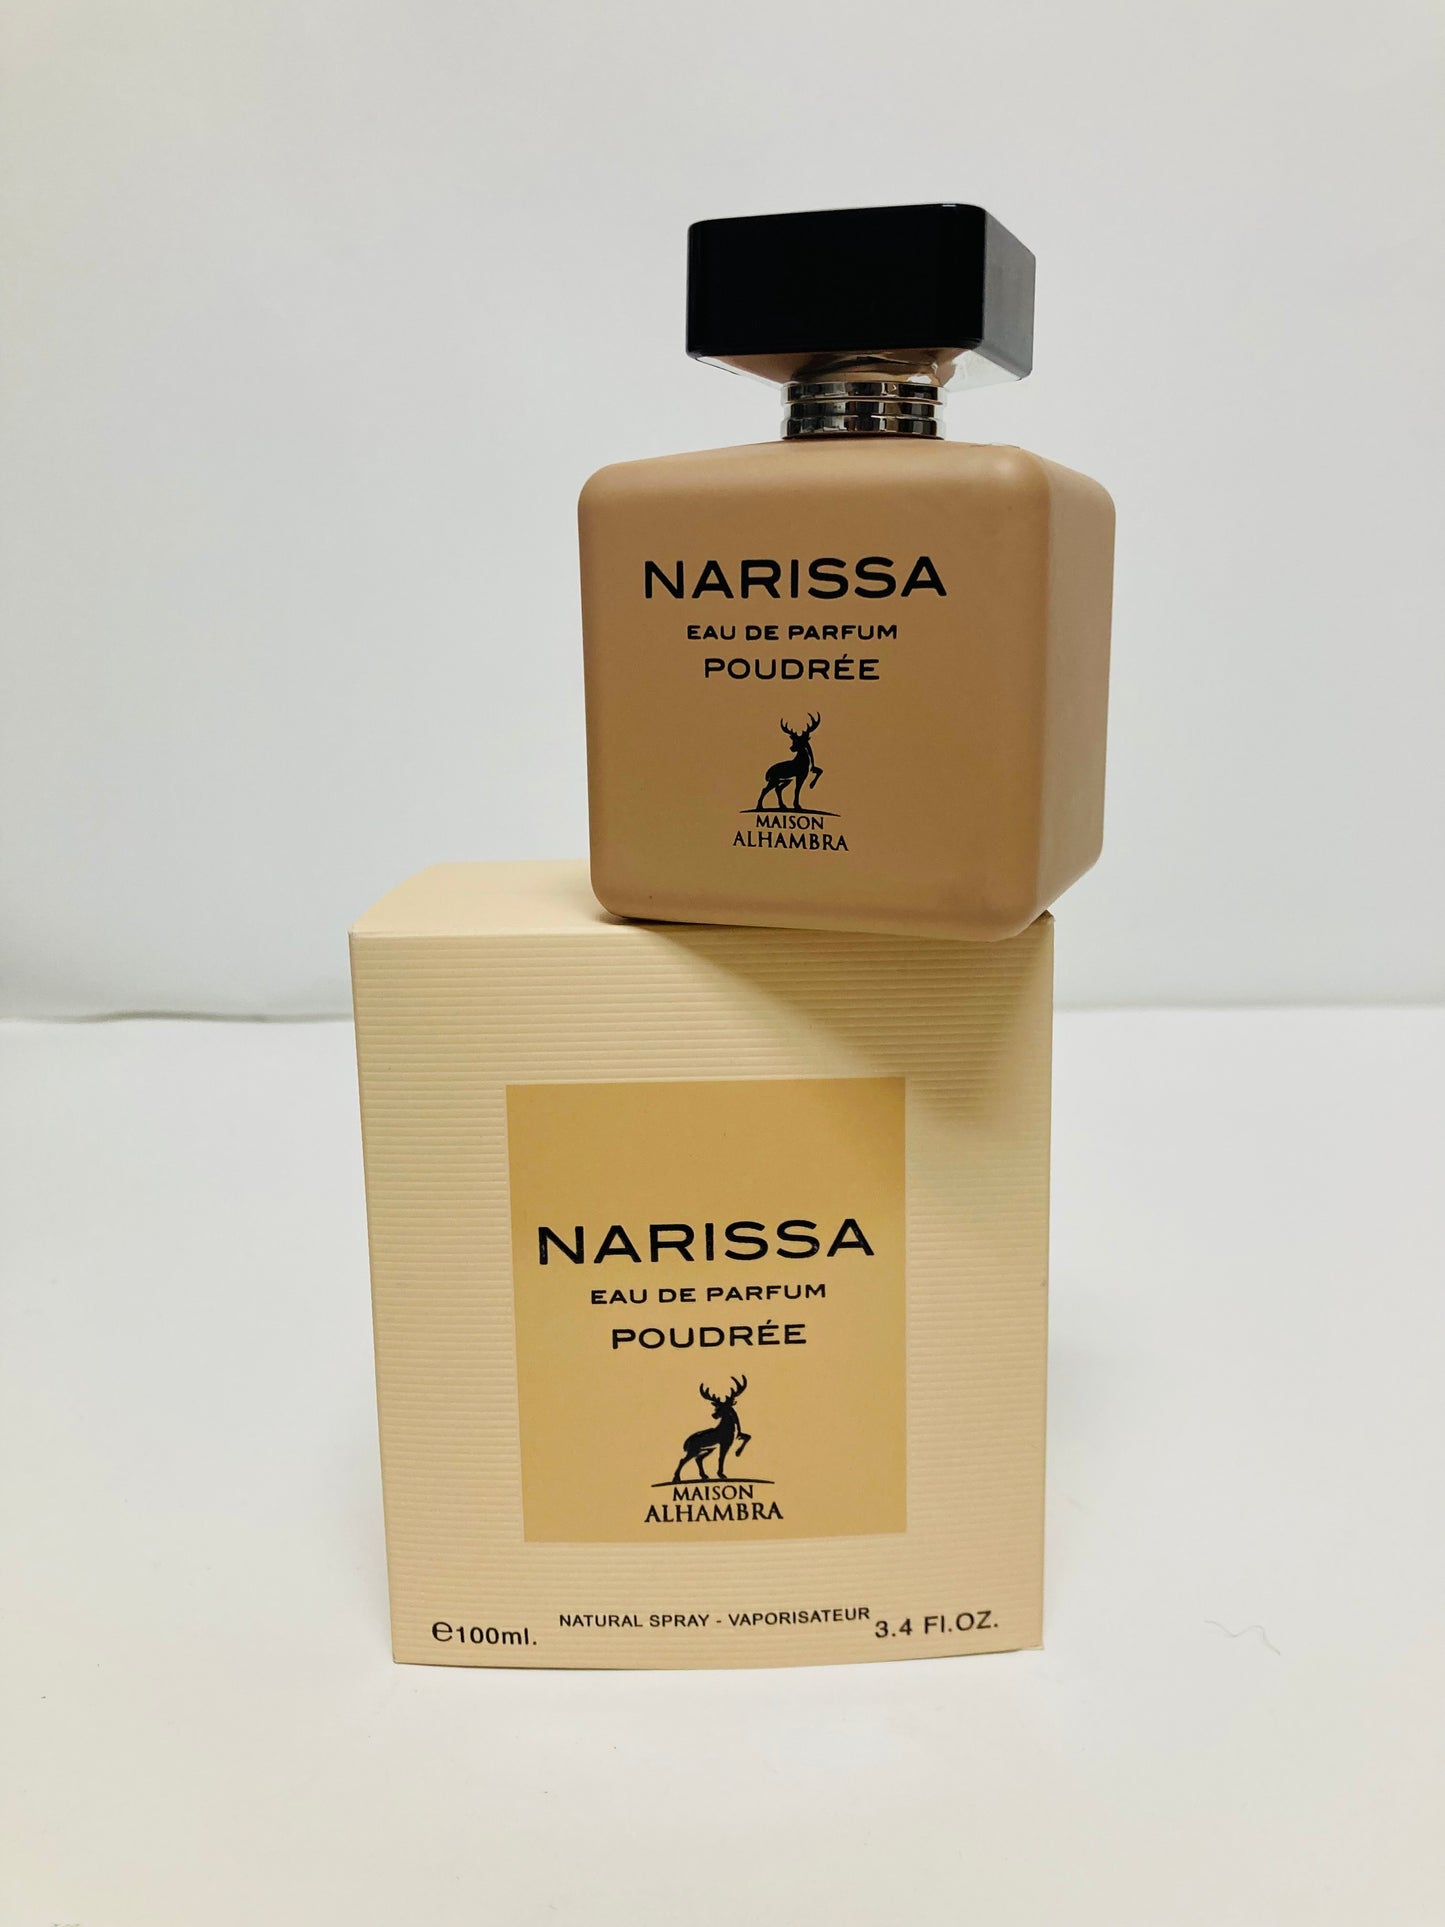 NARISSA
EAU DE PARFUM
POUDRÉE
MAISON
ALHAMBRA
NARISSA
EAU DE PARFUM
POUDRÉE
MAISON
ALHAMBRA
℮100ml. NATURAL SPRAY - VAPORISATEUR 3.4 Fl.OZ.